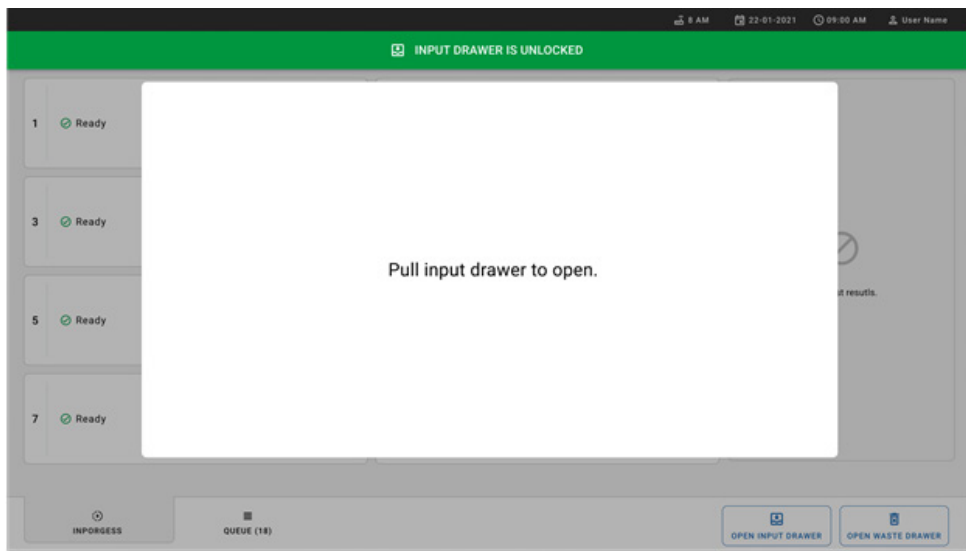 8 AM 22-01-2021 09:00 AM User Name
INPUT DRAWER IS UNLOCKED
1 Ready
3 Ready
Pull input drawer to open.
resutls.
5 Ready
7 Ready
INPORGESS
QUEUE (18)
OPEN INPUT DRAWER
OPEN WASTE DRAWER